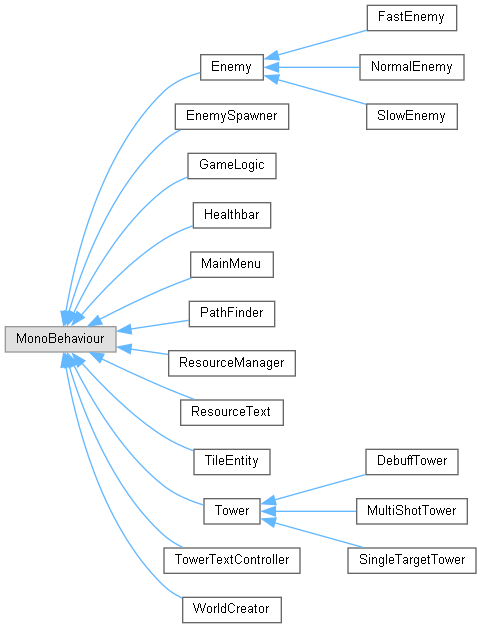 FastEnemy
Enemy
NormalEnemy
SlowEnemy
EnemySpawner
GameLogic
Healthbar
MainMenu
PathFinder
MonoBehaviour
ResourceManager
ResourceText
TileEntity
DebuffTower
Tower
MultiShotTower
SingleTargetTower
TowerTextController
WorldCreator